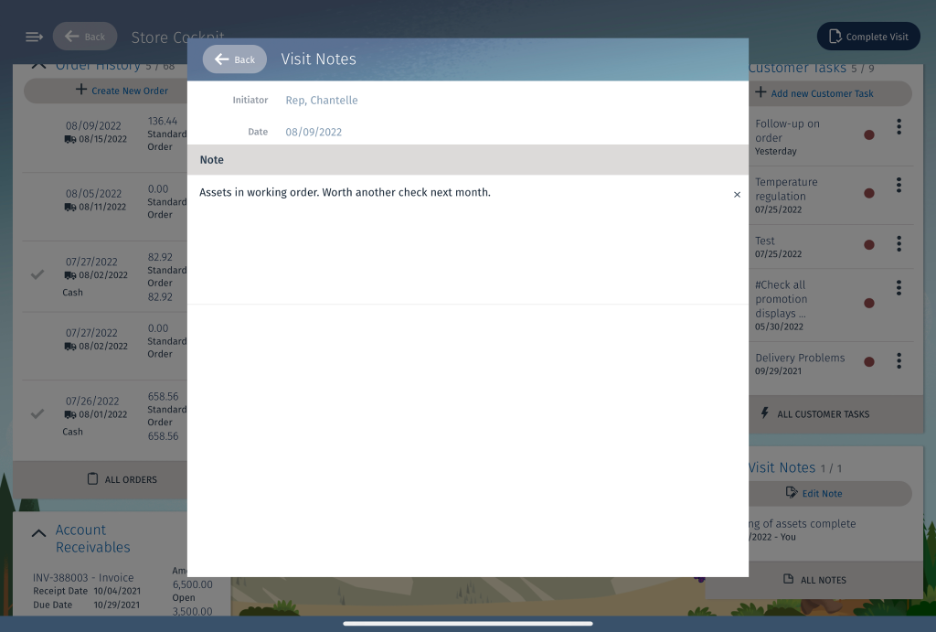 Back
Store Cockpit
Complete Visit
Order History 5 / 68
Create New Order
08/09/2022
08/15/2022
136.44
Standard
Order
08/05/2022
08/11/2022
0.00
Standard
Order
07/27/2022
08/02/2022
Cash
82.92
Standard
Order
82.92
07/27/2022
08/02/2022
0.00
Standard
Order
07/26/2022
08/01/2022
Cash
658.56
Standard
Order
658.56
ALL ORDERS
Account
Receivables
INV-388003 - Invoice
Receipt Date 10/04/2021
Due Date 10/29/2021
6,500.00
Open
3,500.00
Back
Visit Notes
Initiator Rep, Chantelle
Date 08/09/2022
Note
Assets in working order. Worth another check next month.
Customer Tasks 5 / 9
Add new Customer Task
Follow-up on
order
Yesterday
Temperature
regulation
07/25/2022
Test
07/25/2022
#Check all
promotion
displays ...
05/30/2022
Delivery Problems
09/29/2021
ALL CUSTOMER TASKS
Visit Notes 1 / 1
Edit Note
ng of assets complete
/2022 - You
ALL NOTES